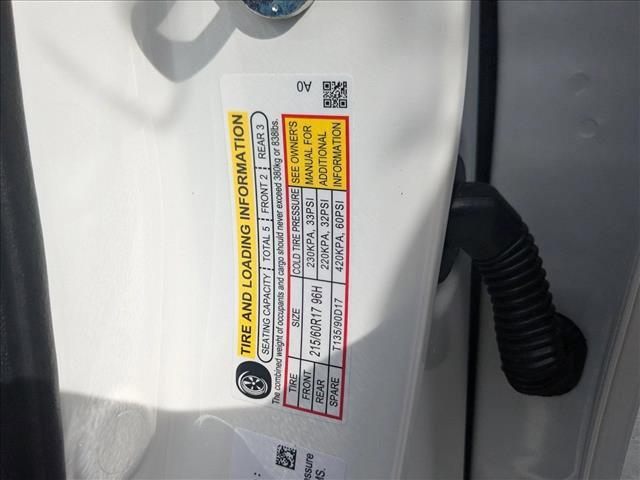 TIRE AND LOADING INFORMATION
SEATING CAPACITY TOTAL 5 FRONT 2 REAR 3
The combined weight of occupants and cargo should never exceed 380kg or 838lbs.
TIRE SIZE COLD TIRE PRESSURE SEE OWNER'S MANUAL FOR ADDITIONAL INFORMATION
FRONT 215/60R17 96H 230KPA, 33PSI
REAR 220KPA, 32PSI
SPARE T135/90D17 420KPA, 60PSI
A0
essure
MS.